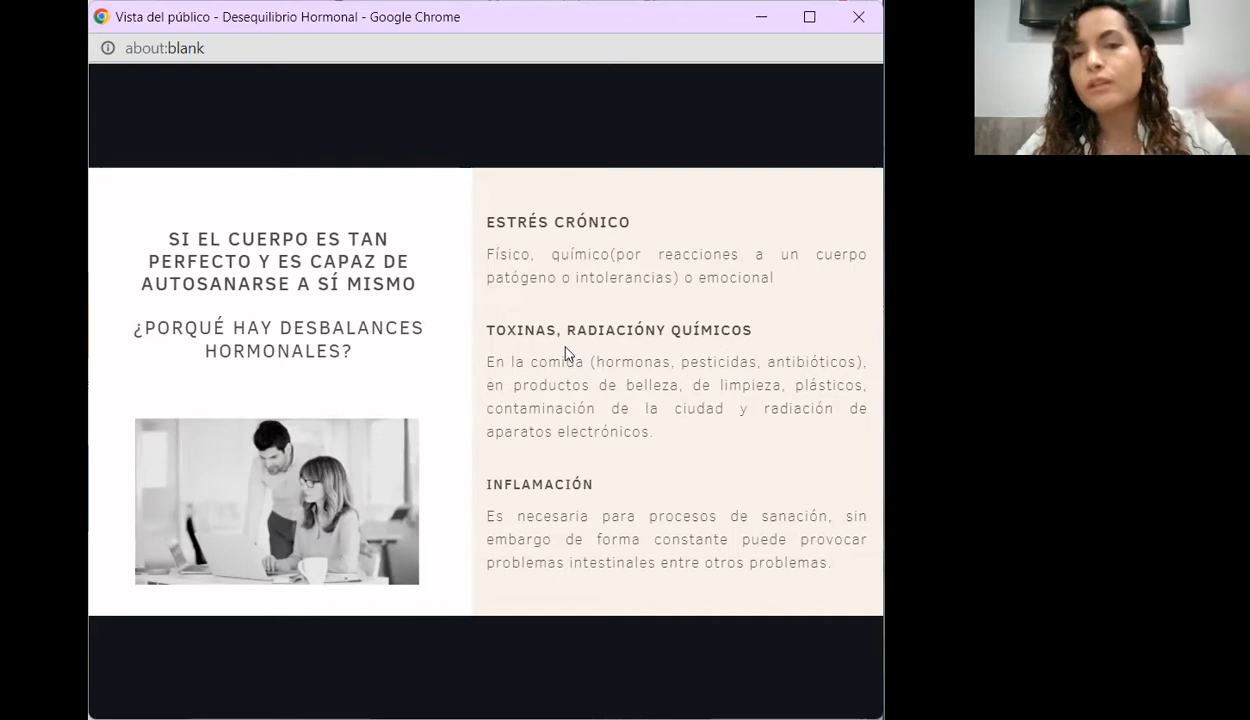 Vista del público - Desequilibrio Hormonal - Google Chrome
about:blank
SI EL CUERPO ES TAN
PERFECTO Y ES CAPAZ DE
AUTOSANARSE A SÍ MISMO
¿PORQUÉ HAY DESBALANCES
HORMONALES?
ESTRÉS CRÓNICO
Físico, químico(por reacciones a un cuerpo
patógeno o intolerancias) o emocional
TOXINAS, RADIACIÓNY QUÍMICOS
En la comida (hormonas, pesticidas, antibióticos),
en productos de belleza, de limpieza, plásticos,
contaminación de la ciudad y radiación de
aparatos electrónicos.
INFLAMACIÓN
Es necesaria para procesos de sanación, sin
embargo de forma constante puede provocar
problemas intestinales entre otros problemas.